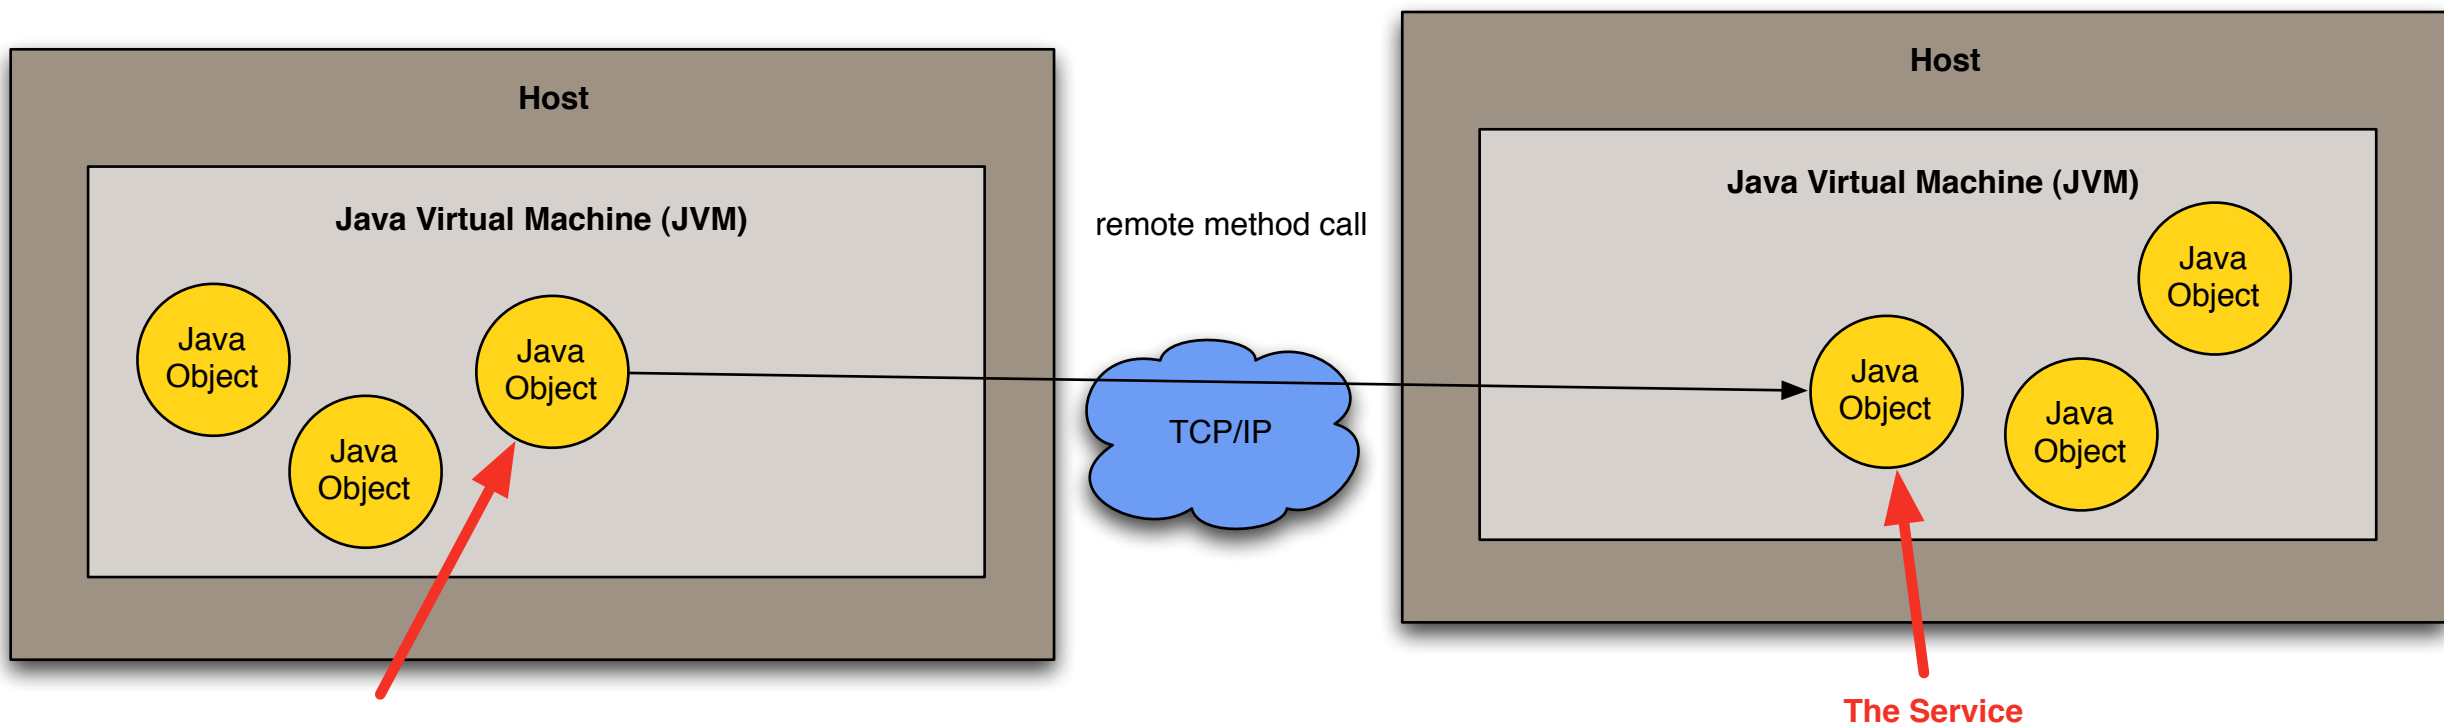 Host
Java Virtual Machine (JVM)
Java
Object
Java
Object
Java
Object
remote method call
TCP/IP
Host
Java Virtual Machine (JVM)
Java
Object
Java
Object
Java
Object
The Service